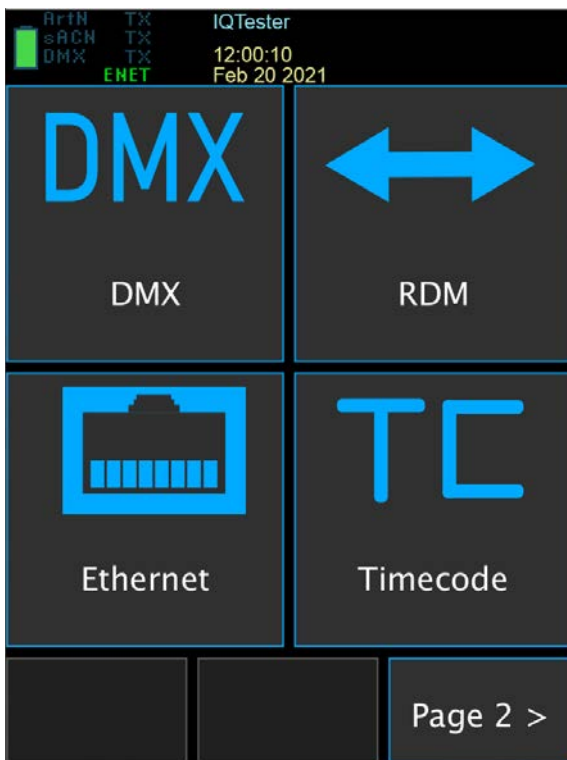 ArtN TX
sACN TX
DMX TX
ENET
IQTester
12:00:10
Feb 20 2021
DMX
DMX
RDM
Ethernet
TC
Timecode
Page 2 >